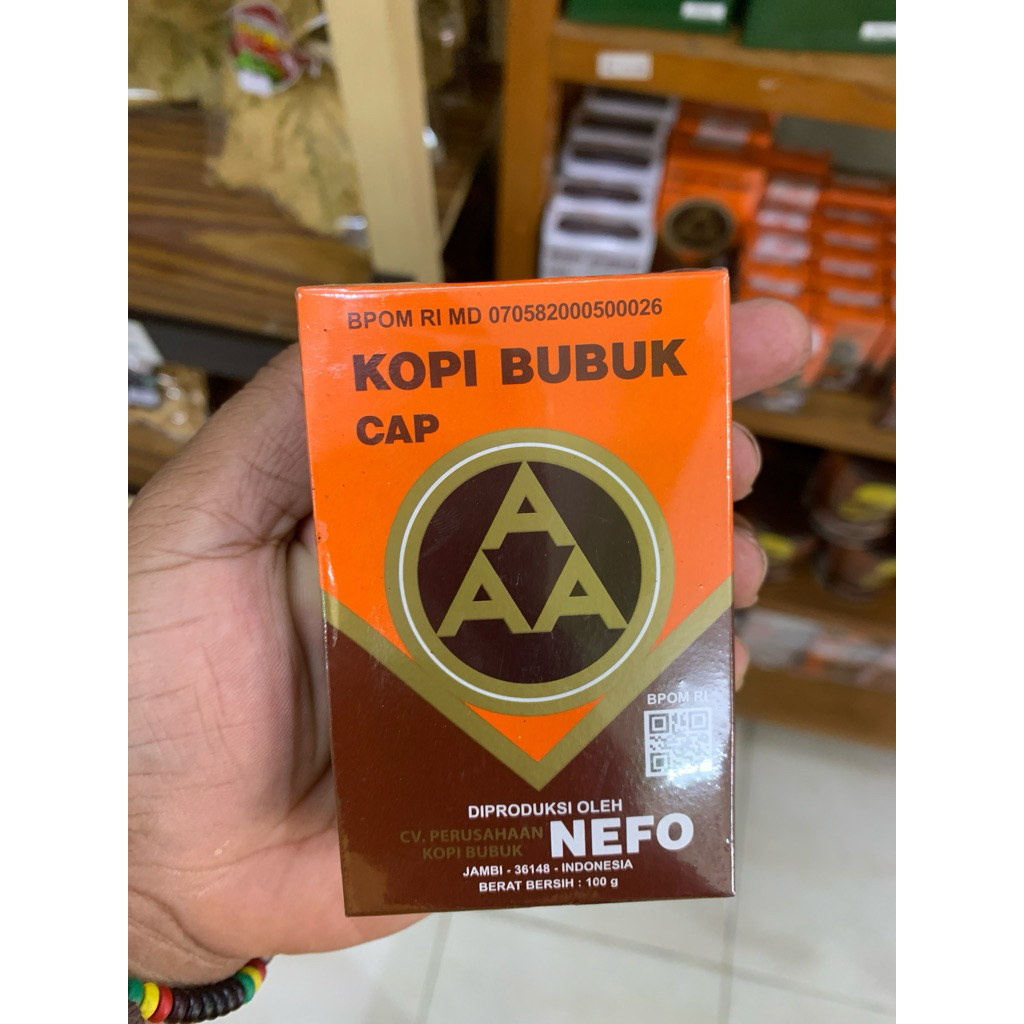 BPOM RI MD 070582000500026
KOPI BUBUK
CAP
A
A A
BPOM RI
DIPRODUKSI OLEH
CV. PERUSAHAAN
KOPI BUBUK
NEFO
JAMBI - 36148 - INDONESIA
BERAT BERSIH : 100 g